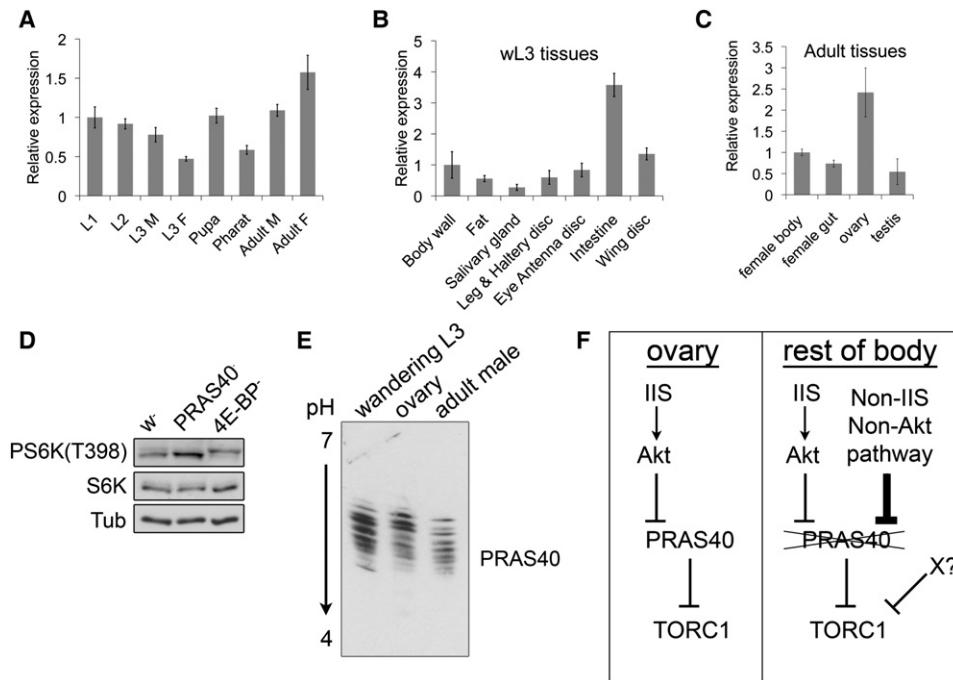 A
Relative expression
2
1.5
1
0.5
0
L1
L2
L3 M
L3 F
Pupa
Pharat
Adult M
Adult F
B
wL3 tissues
Relative expression
5
4
3
2
1
0
Body wall
Fat
Salivary gland
Leg & Haltery disc
Eye Antenna disc
Intestine
Wing disc
C
Adult tissues
Relative expression
3.5
3
2.5
2
1.5
1
0.5
0
female body
female gut
ovary
testis
D
w-
PRAS40-
4E-BP-
PS6K(T398)
S6K
Tub
E
wandering L3
ovary
adult male
pH
7
4
PRAS40
F
ovary
IIS
Akt
PRAS40
TORC1
rest of body
IIS
Akt
Non-IIS
Non-Akt
pathway
PRAS40
X?
TORC1